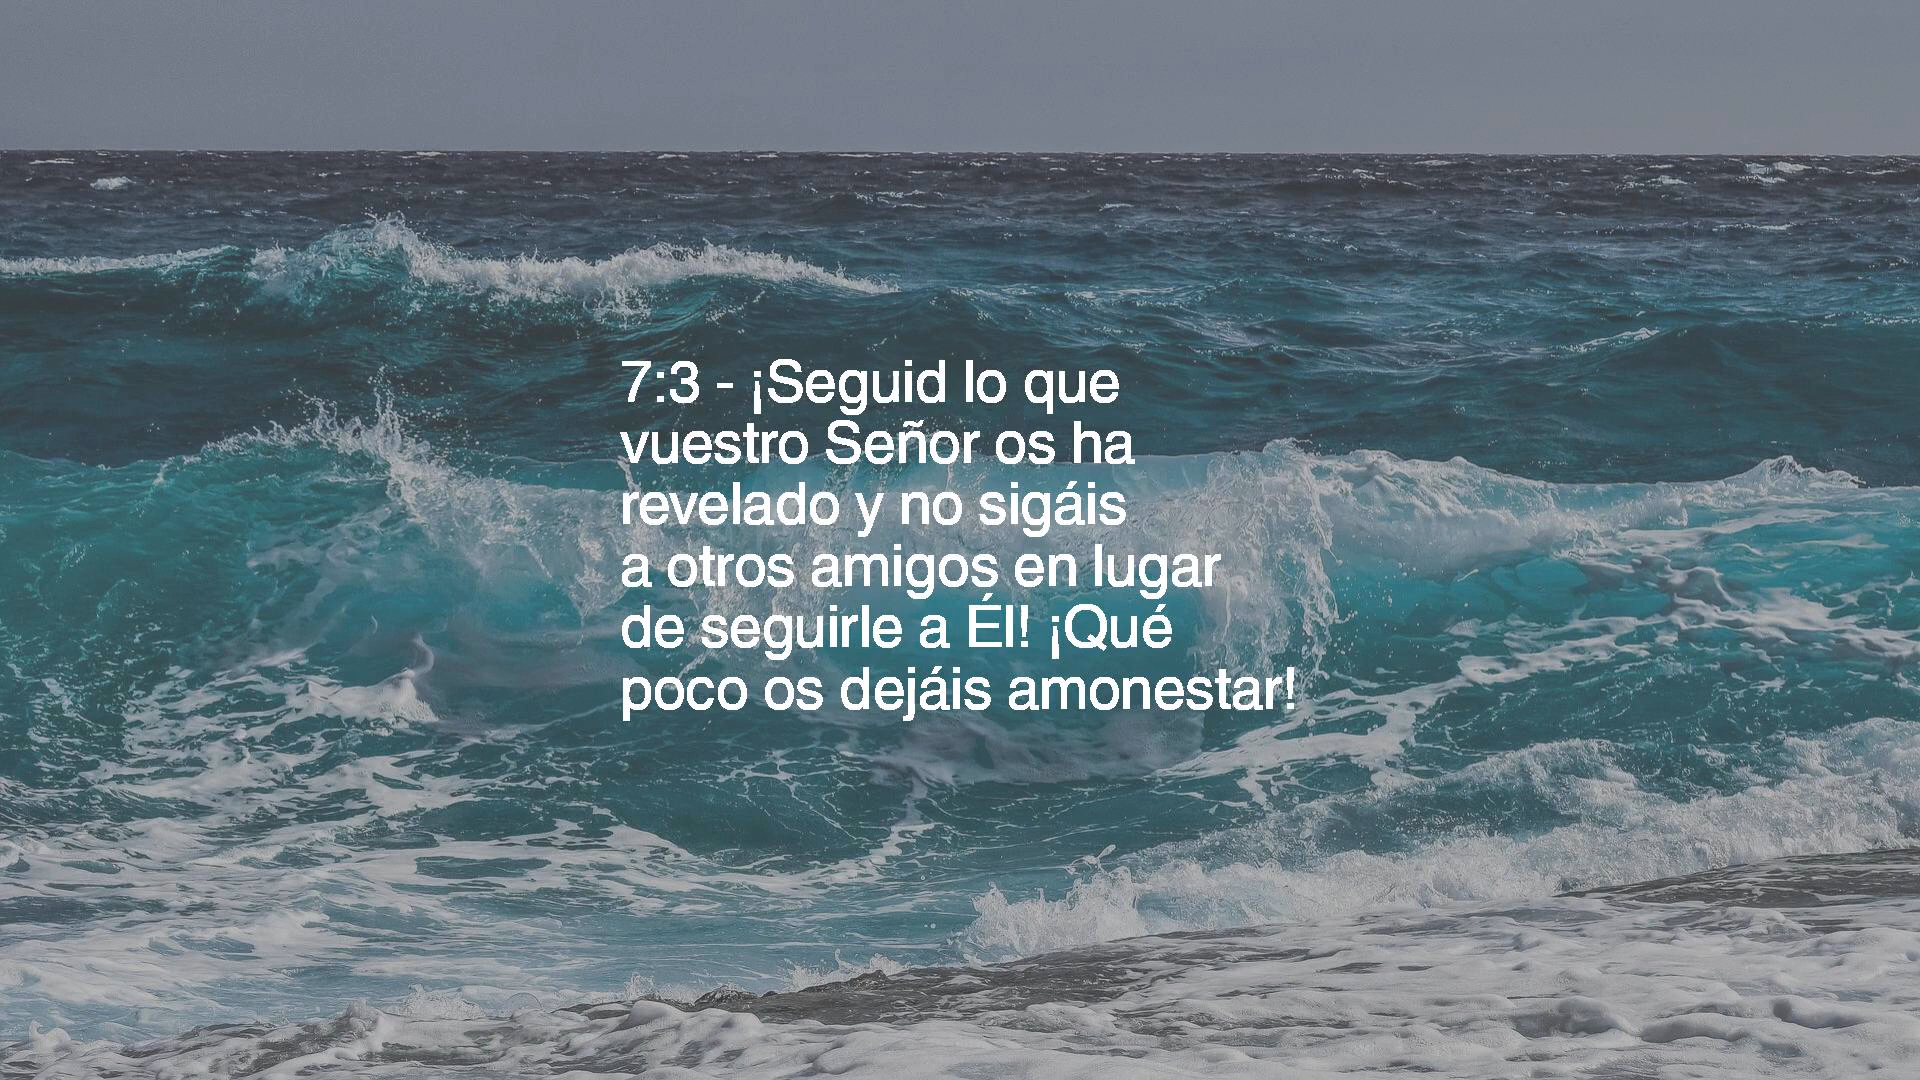 7:3 - ¡Seguid lo que
vuestro Señor os ha
revelado y no sigáis
a otros amigos en lugar
de seguirle a Él! ¡Qué
poco os dejáis amonestar!